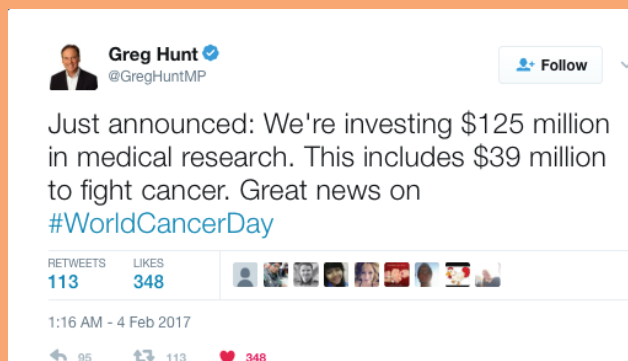 Greg Hunt
Follow
@GregHuntMP
Just announced: We're investing $125 million
in medical research. This includes $39 million
to fight cancer. Great news on
#WorldCancerDay
RETWEETS LIKES
113 348
1:16 AM - 4 Feb 2017
95 113 348